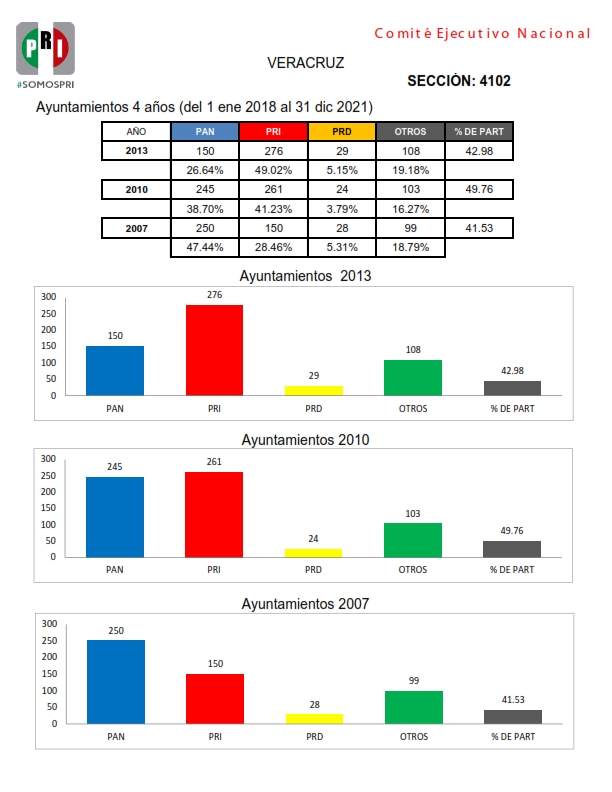 Comité Ejecutivo Nacional
PRI
#SOMOSPRI
VERACRUZ
SECCIÓN: 4102
Ayuntamientos 4 años (del 1 ene 2018 al 31 dic 2021)
AÑO PAN PRI PRD OTROS % DE PART
2013 150 276 29 108 42.98
26.64% 49.02% 5.15% 19.18%
2010 245 261 24 103 49.76
38.70% 41.23% 3.79% 16.27%
2007 250 150 28 99 41.53
47.44% 28.46% 5.31% 18.79%
Ayuntamientos 2013
300
250
200
150
100
50
0
150 276 29 108 42.98
PAN PRI PRD OTROS % DE PART
Ayuntamientos 2010
300
250
200
150
100
50
0
245 261 24 103 49.76
PAN PRI PRD OTROS % DE PART
Ayuntamientos 2007
300
250
200
150
100
50
0
250 150 28 99 41.53
PAN PRI PRD OTROS % DE PART